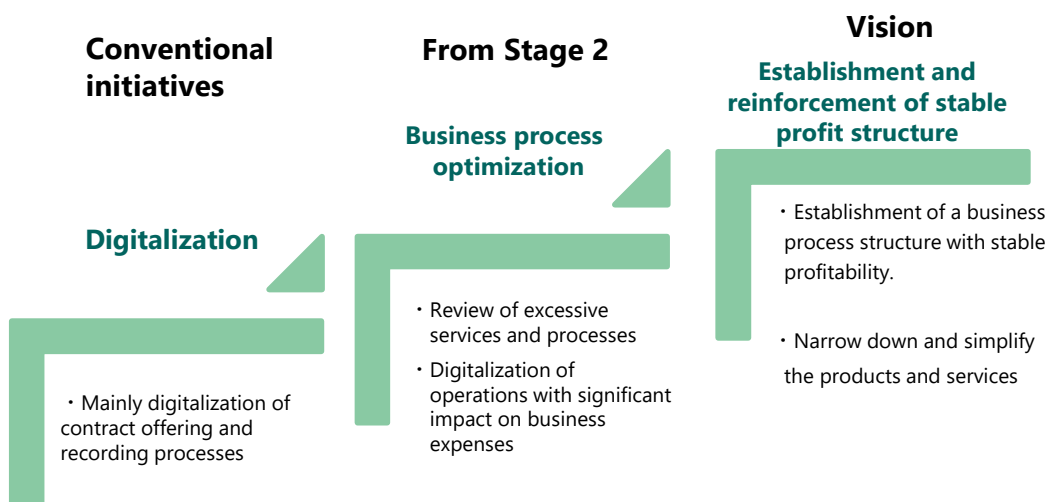 Conventional
initiatives
Digitalization
・Mainly digitalization of
contract offering and
recording processes
From Stage 2
Business process
optimization
・Review of excessive
services and processes
・Digitalization of
operations with significant
impact on business
expenses
Vision
Establishment and
reinforcement of stable
profit structure
・Establishment of a business
process structure with stable
profitability.
・Narrow down and simplify
the products and services